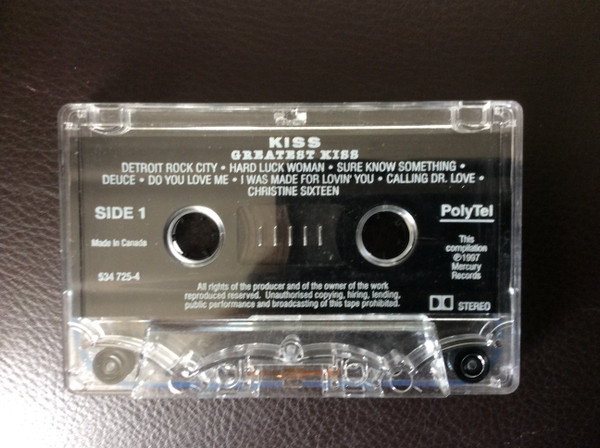 KISS
GREATEST KISS
DETROIT ROCK CITY • HARD LUCK WOMAN • SURE KNOW SOMETHING •
DEUCE • DO YOU LOVE ME • I WAS MADE FOR LOVIN' YOU • CALLING DR. LOVE •
CHRISTINE SIXTEEN
SIDE 1
Made in Canada
534 725-4
PolyTel
This
compilation
℗1997
Mercury
Records
All rights of the producer and of the owner of the work
reproduced reserved. Unauthorised copying, hiring, lending,
public performance and broadcasting of this tape prohibited.
STEREO